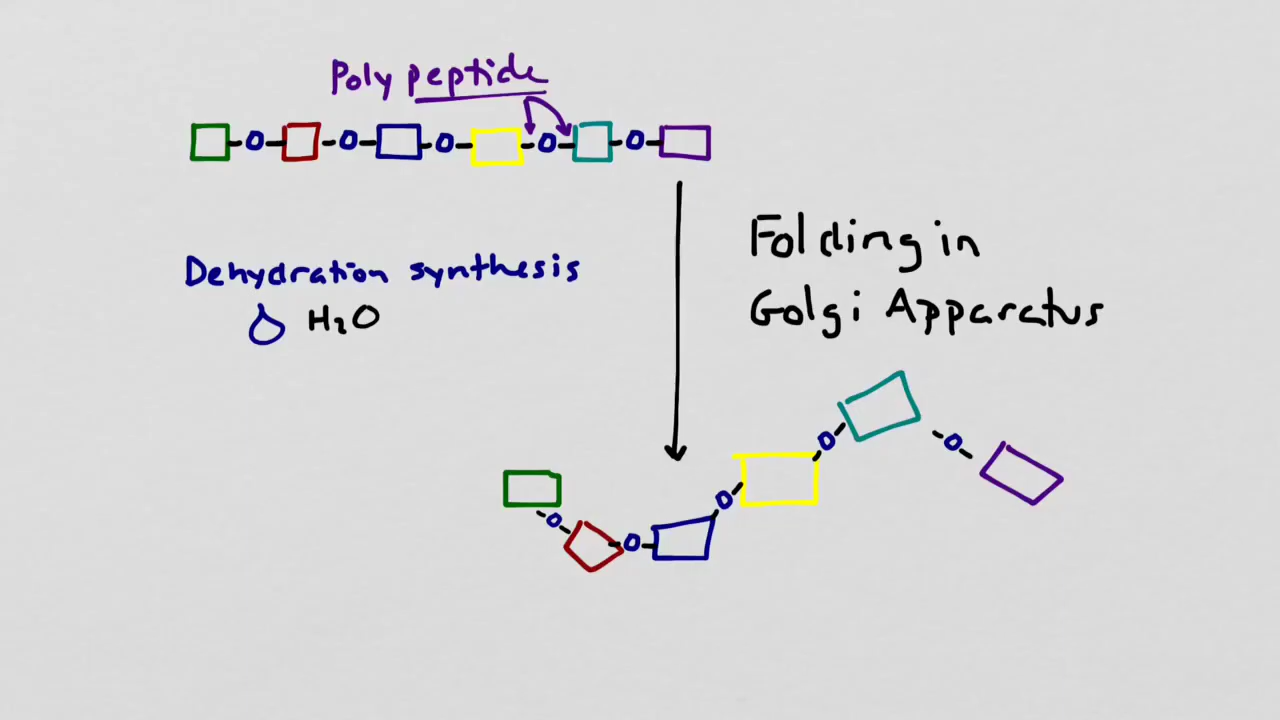 Poly peptide
O O O O O
Dehydration synthesis
H₂O
Folding in
Golgi Apparatus
O O O O O